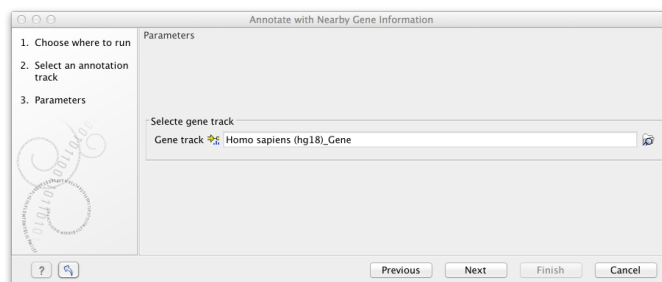 Annotate with Nearby Gene Information
1. Choose where to run
2. Select an annotation
track
3. Parameters
Parameters
Selecte gene track
Gene track Homo sapiens (hg18)_Gene
? Previous Next Finish Cancel